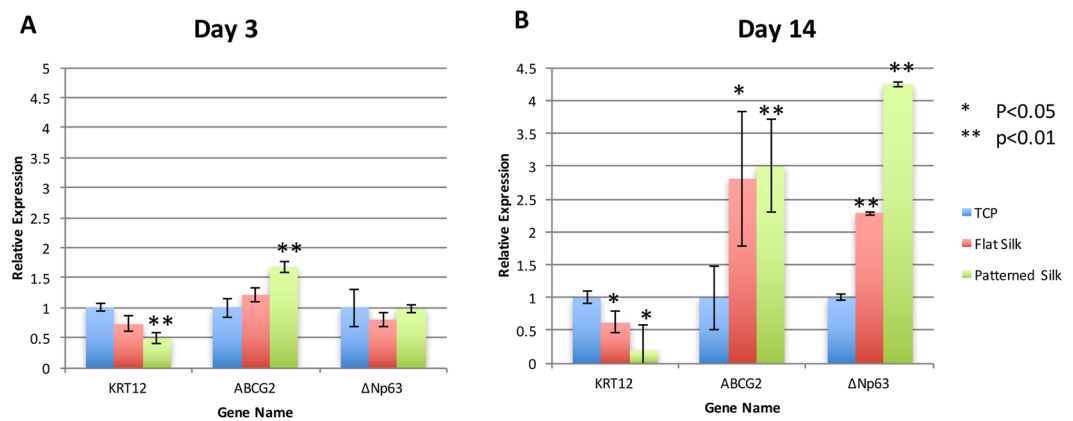 A
Day 3
5
4.5
4
3.5
3
2.5
2
1.5
1
0.5
0
Relative Expression
**
**
KRT12
ABCG2
ΔNp63
Gene Name
B
Day 14
4.5
4
3.5
3
2.5
2
1.5
1
0.5
0
Relative Expression
*
*
*
**
**
**
KRT12
ABCG2
ΔNp63
Gene Name
* P<0.05
** p<0.01
TCP
Flat Silk
Patterned Silk